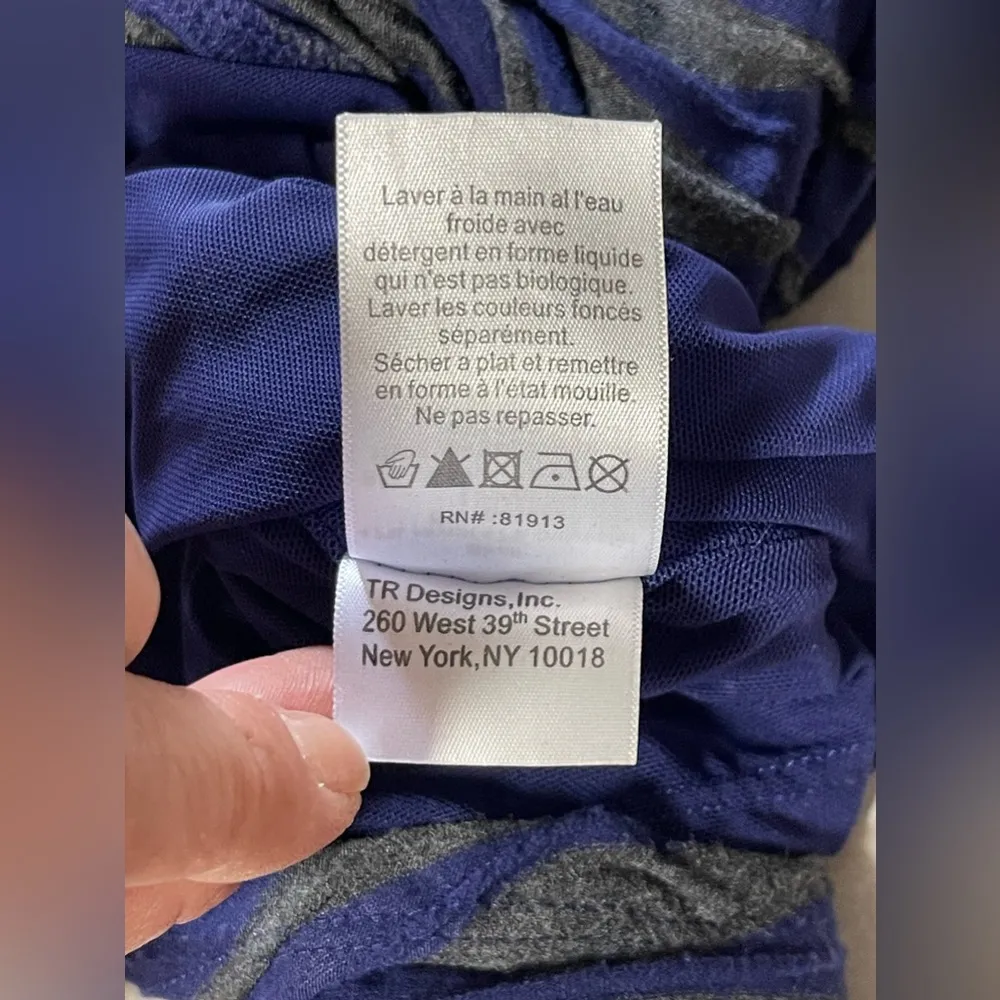 Laver à la main al l'eau
froide avec
détergent en forme liquide
qui n'est pas biologique.
Laver les couleurs foncés
séparément.
Sécher a plat et remettre
en forme à l'état mouille.
Ne pas repasser.
RN# :81913
TR Designs,Inc.
260 West 39th Street
New York,NY 10018